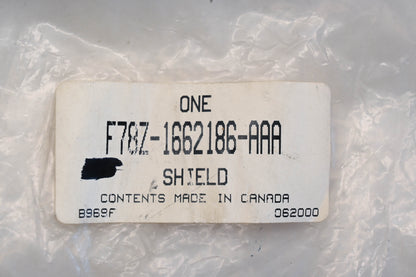 ONE
F78Z-1662186-AAA
SHIELD
CONTENTS MADE IN CANADA
B969F 062000